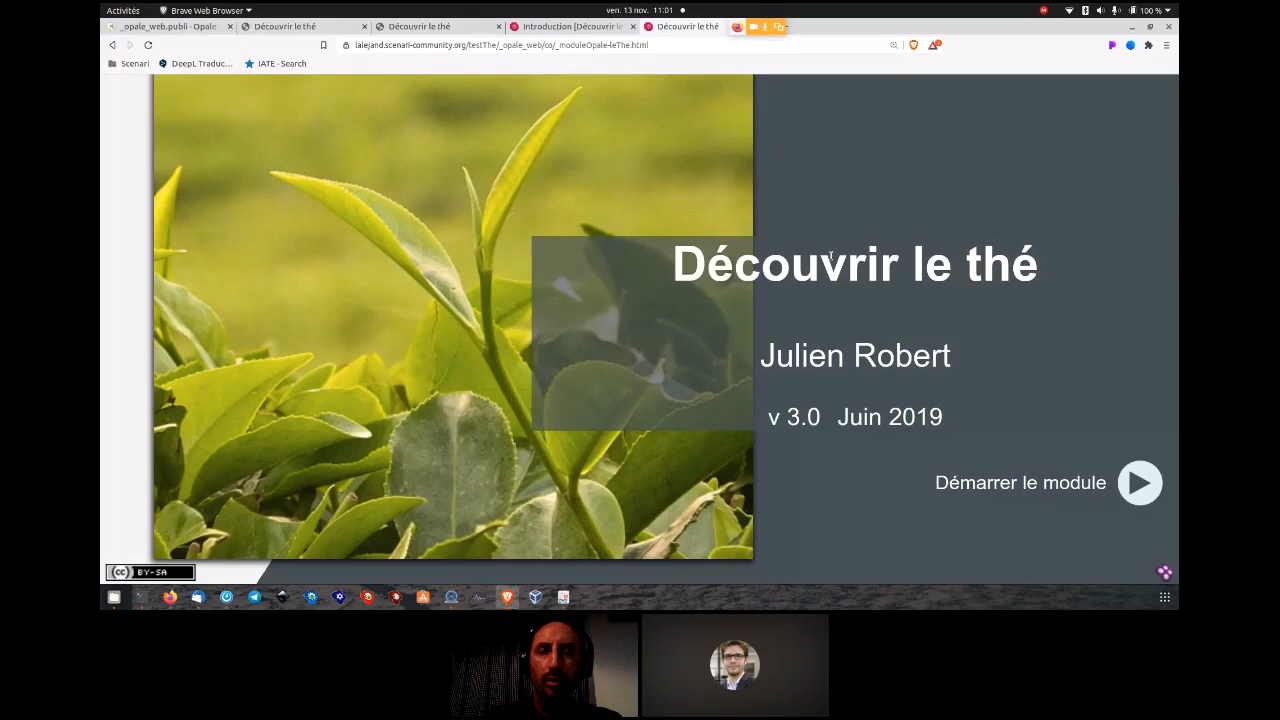 Activités
Brave Web Browser
ven. 13 nov. 11:01
100 %
_opale_web.publi - Opale
Découvrir le thé
Découvrir le thé
Introduction [Découvrir le
Découvrir le thé
lalejand.scenari-community.org/testThe/_opale_web/co/_moduleOpale-leThe.html
Scenari
DeepL Traduc...
IATE - Search
Découvrir le thé
Julien Robert
v 3.0 Juin 2019
Démarrer le module
cc BY-SA